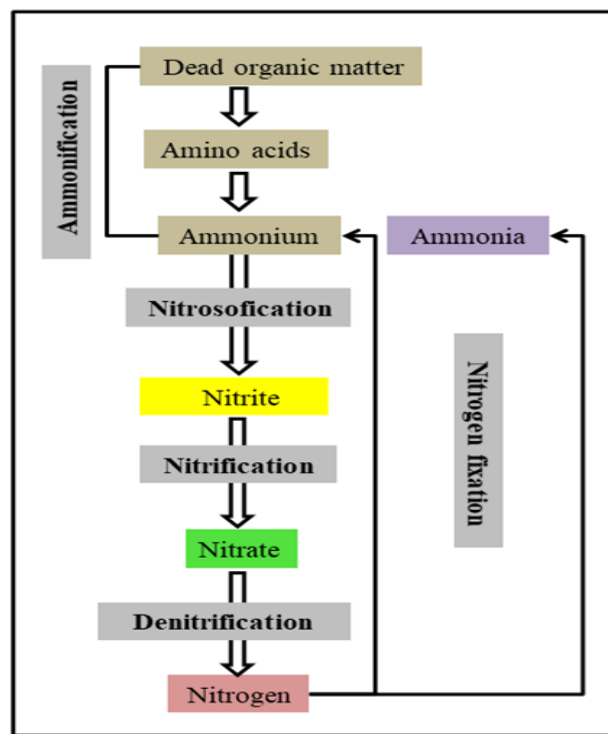 Dead organic matter
Ammonification
Amino acids
Ammonium
Ammonia
Nitrosofication
Nitrite
Nitrification
Nitrogen fixation
Nitrate
Denitrification
Nitrogen